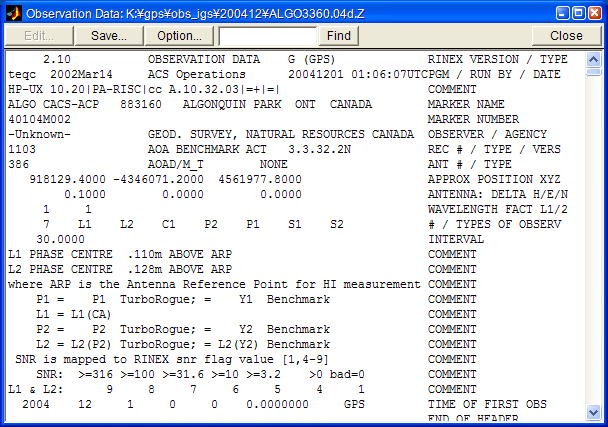 Observation Data: K:¥gps¥obs_igs¥200412¥ALGO3360.04d.Z
Edit... Save... Option... Find Close
2.10 OBSERVATION DATA G (GPS) RINEX VERSION / TYPE
teqc 2002Mar14 ACS Operations 20041201 01:06:07UTCPGM / RUN BY / DATE
HP-UX 10.20|PA-RISC|cc A.10.32.03|=+|=| COMMENT
ALGO CACS-ACP 883160 ALGONQUIN PARK ONT CANADA MARKER NAME
40104M002 MARKER NUMBER
-Unknown- GEOD. SURVEY, NATURAL RESOURCES CANADA OBSERVER / AGENCY
1103 AOA BENCHMARK ACT 3.3.32.2N REC # / TYPE / VERS
386 AOAD/M_T NONE ANT # / TYPE
918129.4000 -4346071.2000 4561977.8000 APPROX POSITION XYZ
0.1000 0.0000 0.0000 ANTENNA: DELTA H/E/N
1 1 WAVELENGTH FACT L1/2
7 L1 L2 C1 P2 P1 S1 S2 # / TYPES OF OBSERV
30.0000 INTERVAL
L1 PHASE CENTRE .110m ABOVE ARP COMMENT
L2 PHASE CENTRE .128m ABOVE ARP COMMENT
where ARP is the Antenna Reference Point for HI measurement COMMENT
P1 = P1 TurboRogue; = Y1 Benchmark COMMENT
L1 = L1(CA) COMMENT
P2 = P2 TurboRogue; = Y2 Benchmark COMMENT
L2 = L2(P2) TurboRogue; = L2(Y2) Benchmark COMMENT
SNR is mapped to RINEX snr flag value [1,4-9] COMMENT
SNR: >=316 >=100 >=31.6 >=10 >=3.2 >0 bad=0 COMMENT
L1 & L2: 9 8 7 6 5 4 1 COMMENT
2004 12 1 0 0 0.0000000 GPS TIME OF FIRST OBS
END OF HEADER